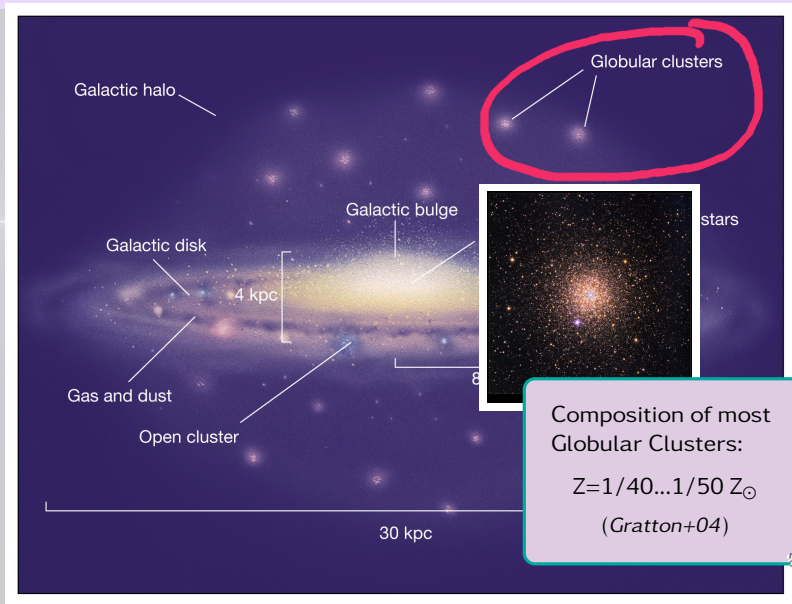 Globular clusters
Galactic halo
Galactic bulge
stars
Galactic disk
4 kpc
Gas and dust
Open cluster
30 kpc
Composition of most
Globular Clusters:
Z=1/40...1/50 Z☉
(Gratton+04)